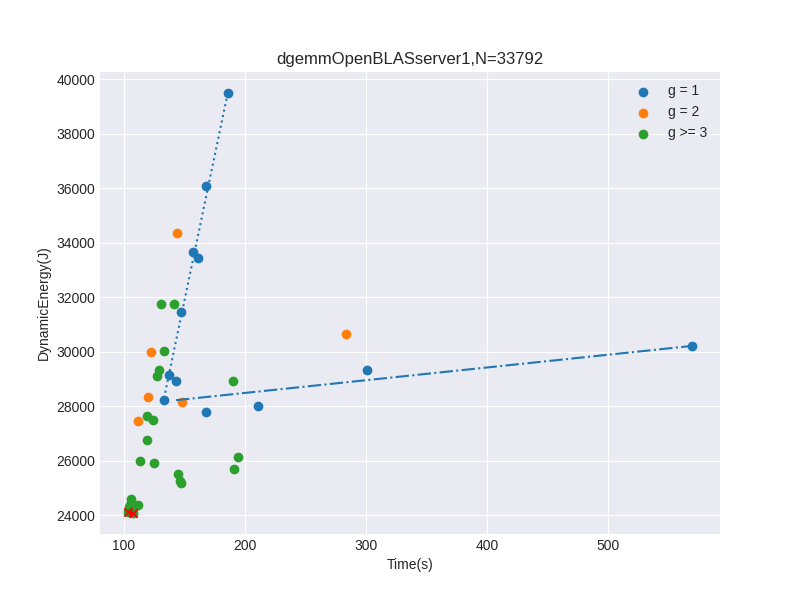 dgemmOpenBLASserver1,N=33792
g = 1
g = 2
g >= 3
DynamicEnergy(J)
40000
38000
36000
34000
32000
30000
28000
26000
24000
100 200 300 400 500
Time(s)